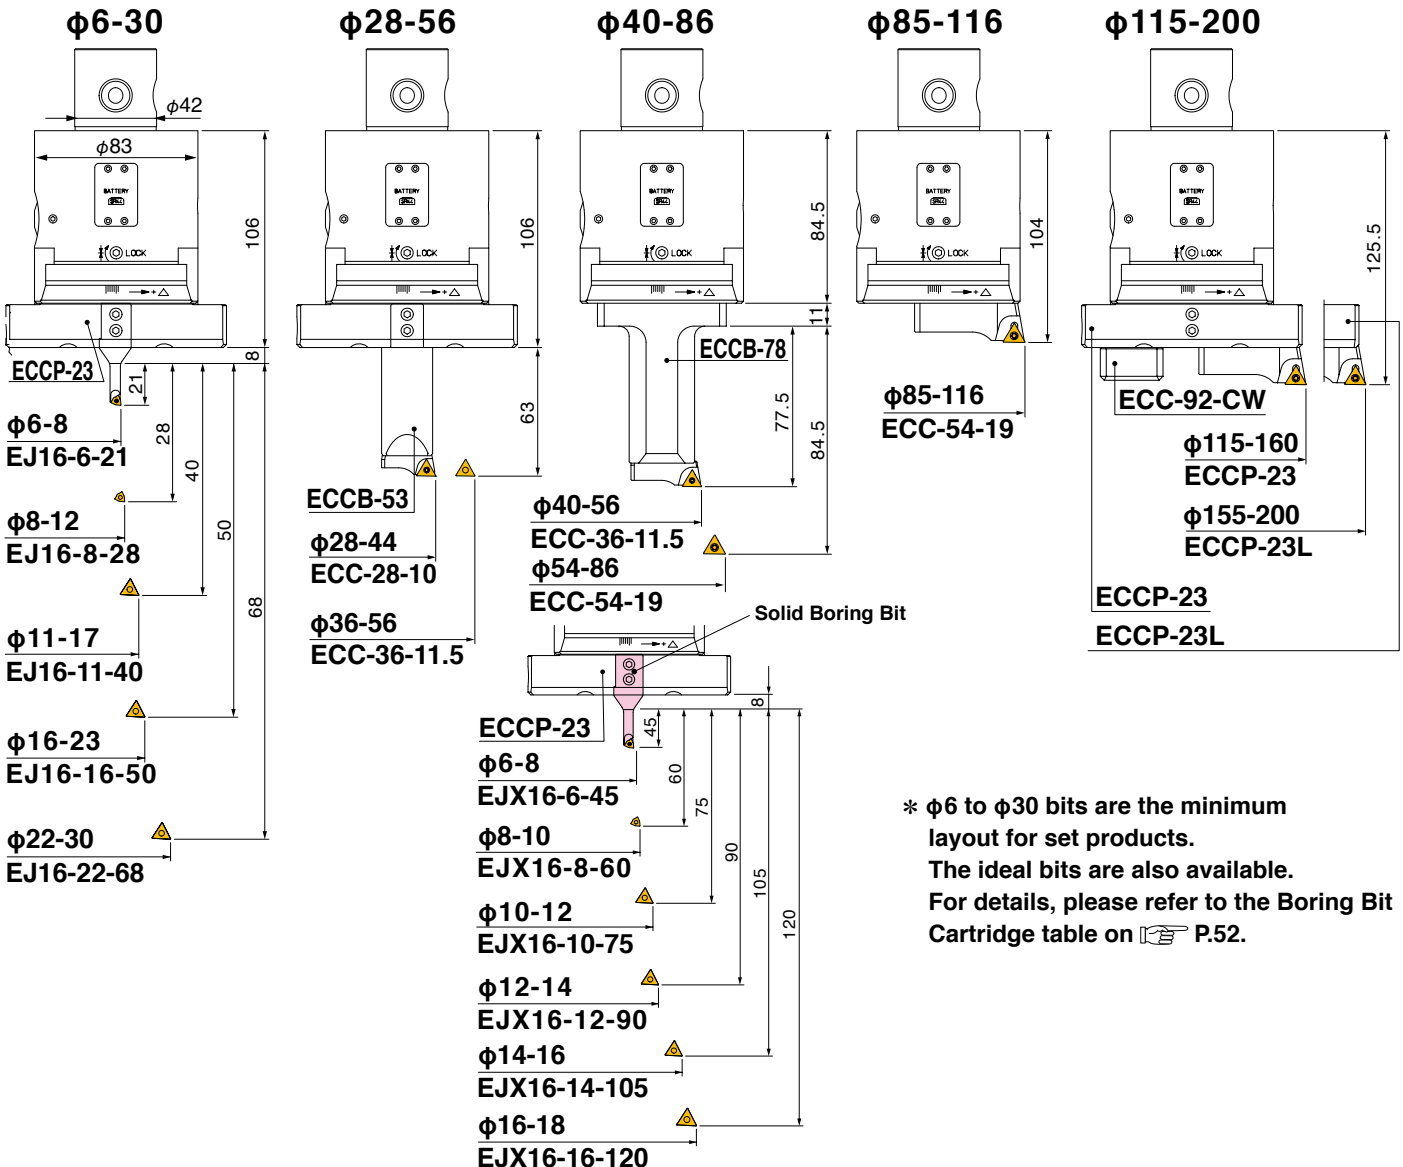 φ6-30
φ28-56
φ40-86
φ85-116
φ115-200
φ42
φ83
BATTERY
LOCK
+
106
8
ECCP-23
21
28
40
50
68
φ6-8
EJ16-6-21
φ8-12
EJ16-8-28
φ11-17
EJ16-11-40
φ16-23
EJ16-16-50
φ22-30
EJ16-22-68
BATTERY
LOCK
+
106
63
ECCB-53
φ28-44
ECC-28-10
φ36-56
ECC-36-11.5
BATTERY
LOCK
+
84.5
11
ECCB-78
77.5
84.5
φ40-56
ECC-36-11.5
φ54-86
ECC-54-19
Solid Boring Bit
+
ECCP-23
8
45
60
75
90
105
120
φ6-8
EJX16-6-45
φ8-10
EJX16-8-60
φ10-12
EJX16-10-75
φ12-14
EJX16-12-90
φ14-16
EJX16-14-105
φ16-18
EJX16-16-120
BATTERY
LOCK
+
104
φ85-116
ECC-54-19
BATTERY
LOCK
+
125.5
ECC-92-CW
φ115-160
ECCP-23
φ155-200
ECCP-23L
ECCP-23
ECCP-23L
* φ6 to φ30 bits are the minimum
layout for set products.
The ideal bits are also available.
For details, please refer to the Boring Bit
Cartridge table on ☞ P.52.